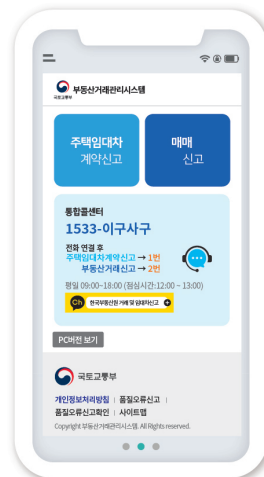 국토교통부
부동산거래관리시스템
주택임대차
계약신고
매매
신고
통합콜센터
1533-이구사구
전화 연결 후
주택임대차계약신고 → 1번
부동산거래신고 → 2번
평일 09:00~18:00 (점심시간:12:00 ~ 13:00)
Ch 한국부동산원 거래 및 임대차신고 +
PC버전 보기
국토교통부
개인정보처리방침 | 품질오류신고 |
품질오류신고확인 | 사이트맵
Copyright 부동산거래관리시스템. All Rights reserved.